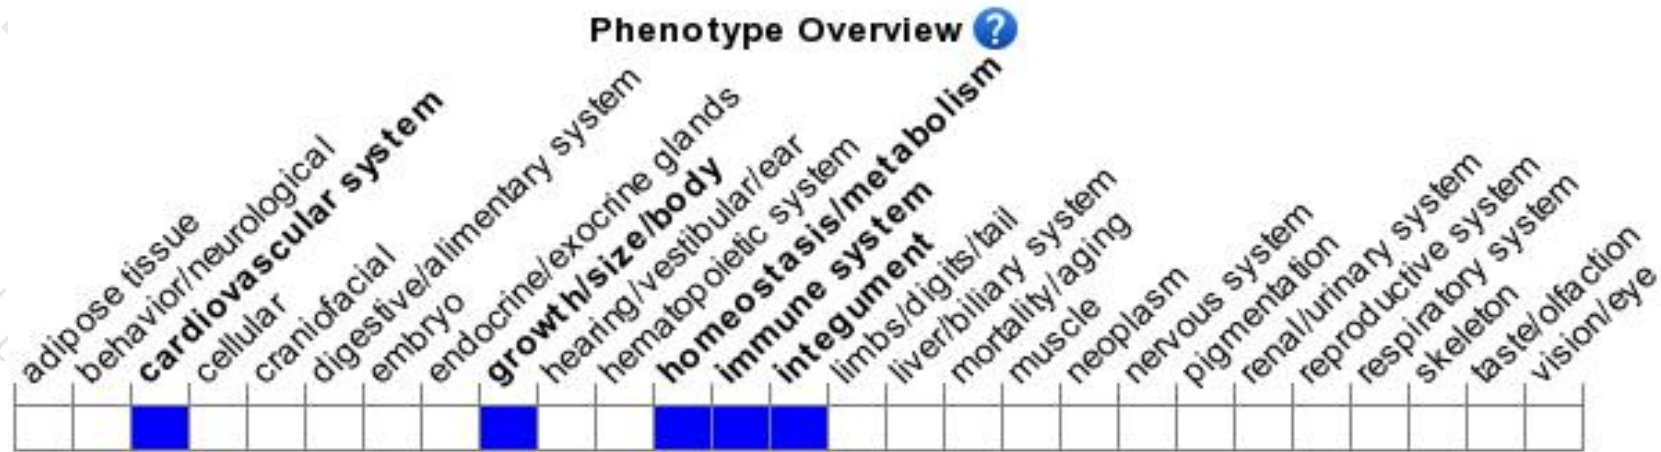 Phenotype Overview ?
adipose tissue
behavior/neurological
cardiovascular system
cellular
craniofacial
digestive/alimentary system
embryo
endocrine/exocrine glands
growth/size/body
hearing/vestibular/ear
hematopoietic system
homeostasis/metabolism
immune system
integument
limbs/digits/tail
liver/biliary system
mortality/aging
muscle
neoplasm
nervous system
pigmentation
renal/urinary system
reproductive system
respiratory system
skeleton
taste/olfaction
vision/eye